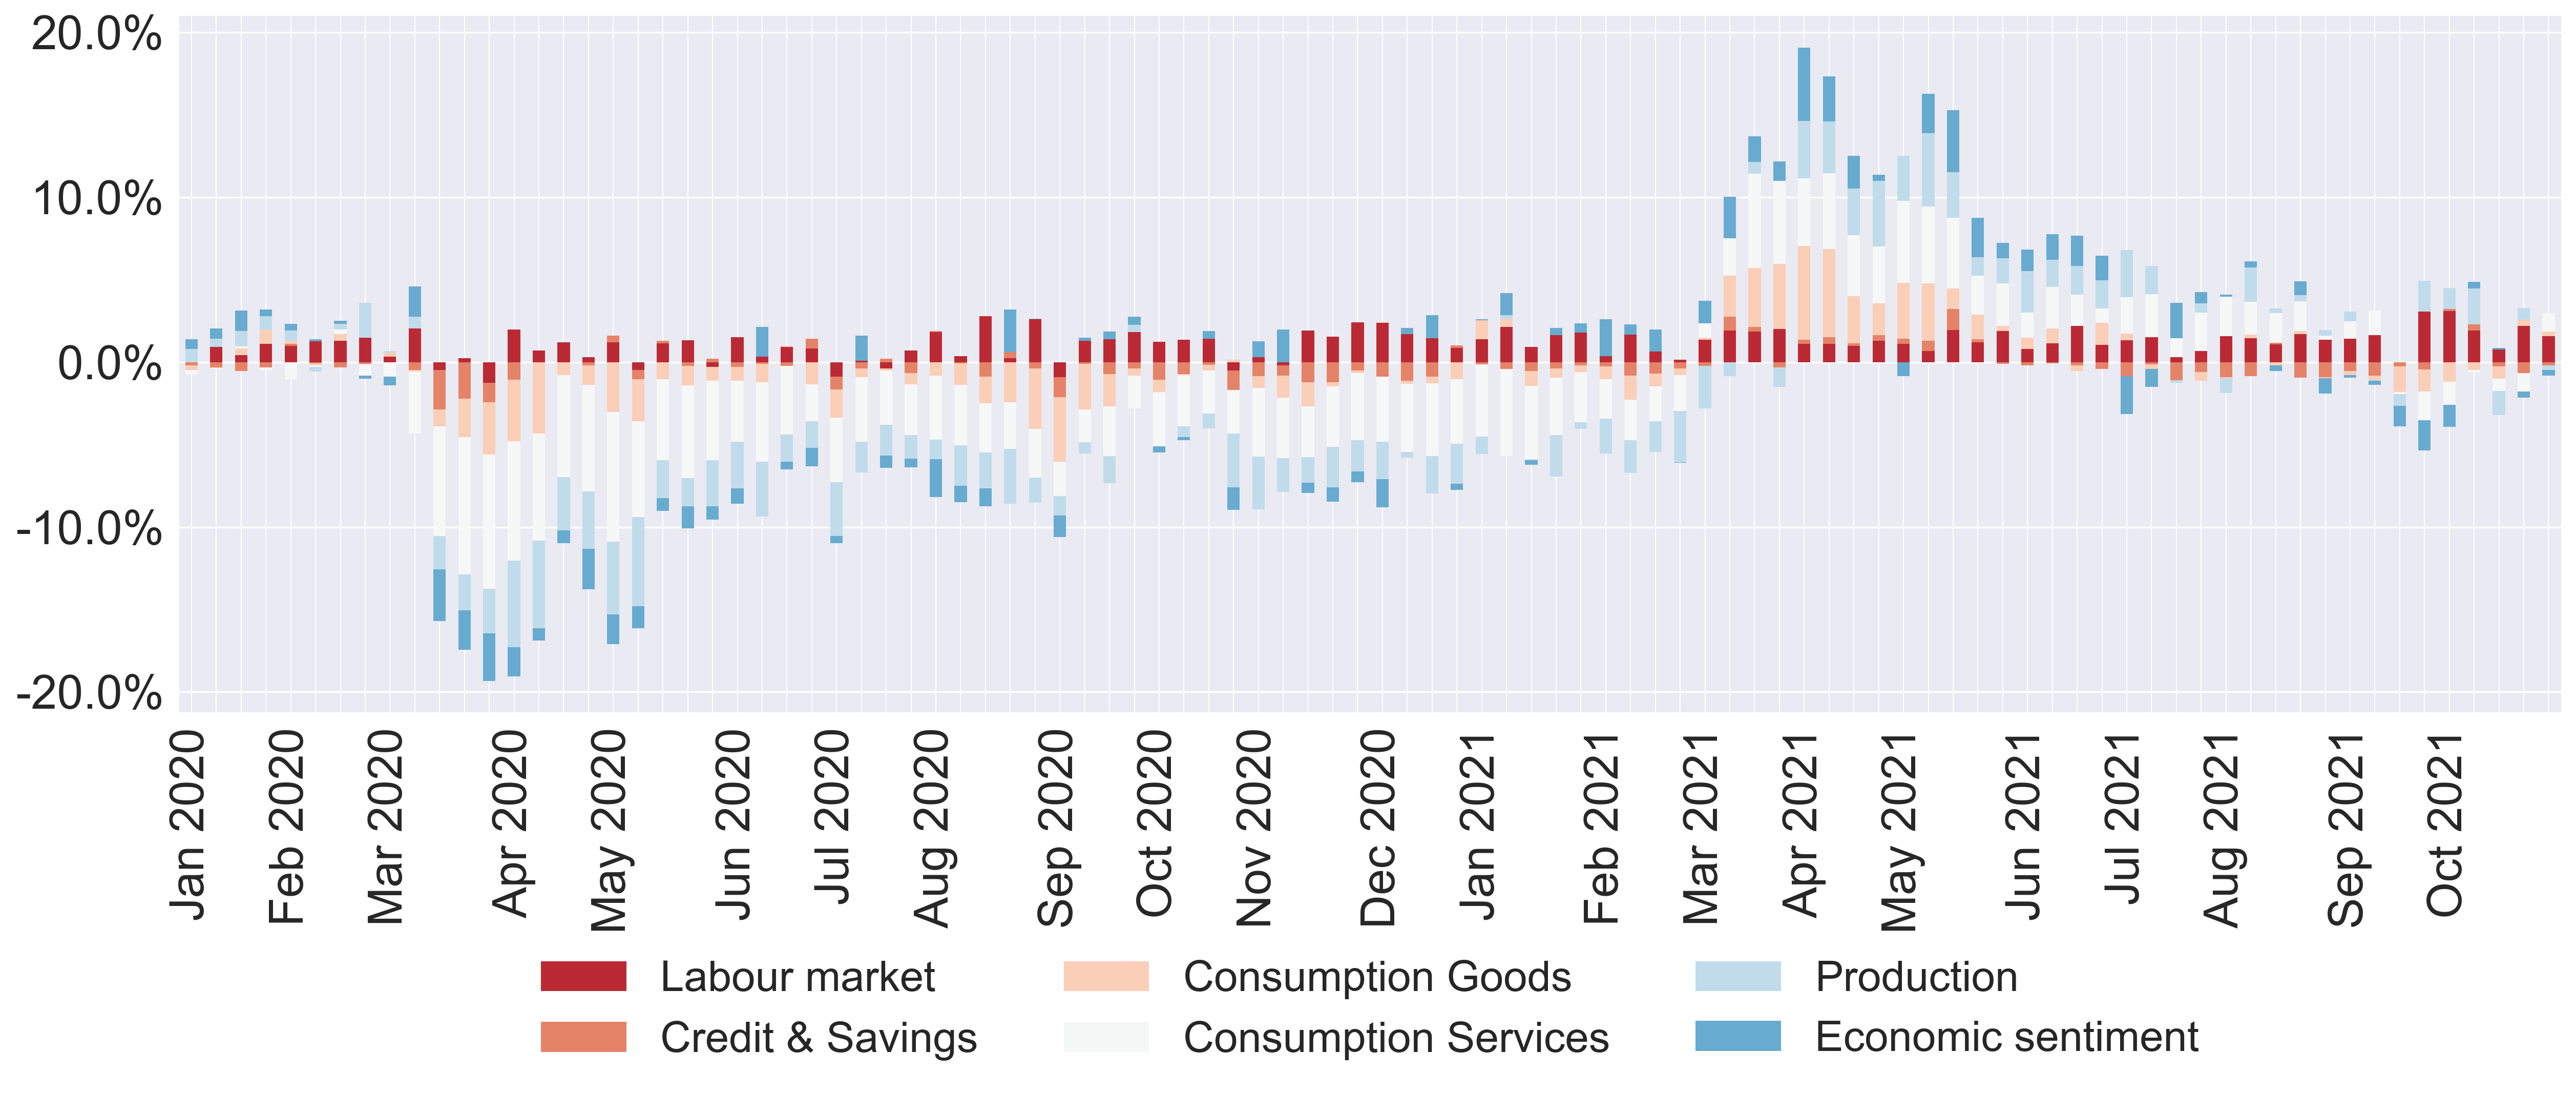 20.0%
10.0%
0.0%
-10.0%
-20.0%
Jan 2020
Feb 2020
Mar 2020
Apr 2020
May 2020
Jun 2020
Jul 2020
Aug 2020
Sep 2020
Oct 2020
Nov 2020
Dec 2020
Jan 2021
Feb 2021
Mar 2021
Apr 2021
May 2021
Jun 2021
Jul 2021
Aug 2021
Sep 2021
Oct 2021
Labour market
Consumption Goods
Production
Credit & Savings
Consumption Services
Economic sentiment